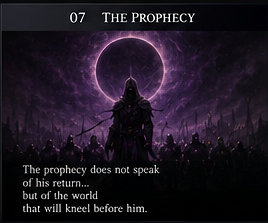 07 The Prophecy
The prophecy does not speak
of his return...
but of the world
that will kneel before him.